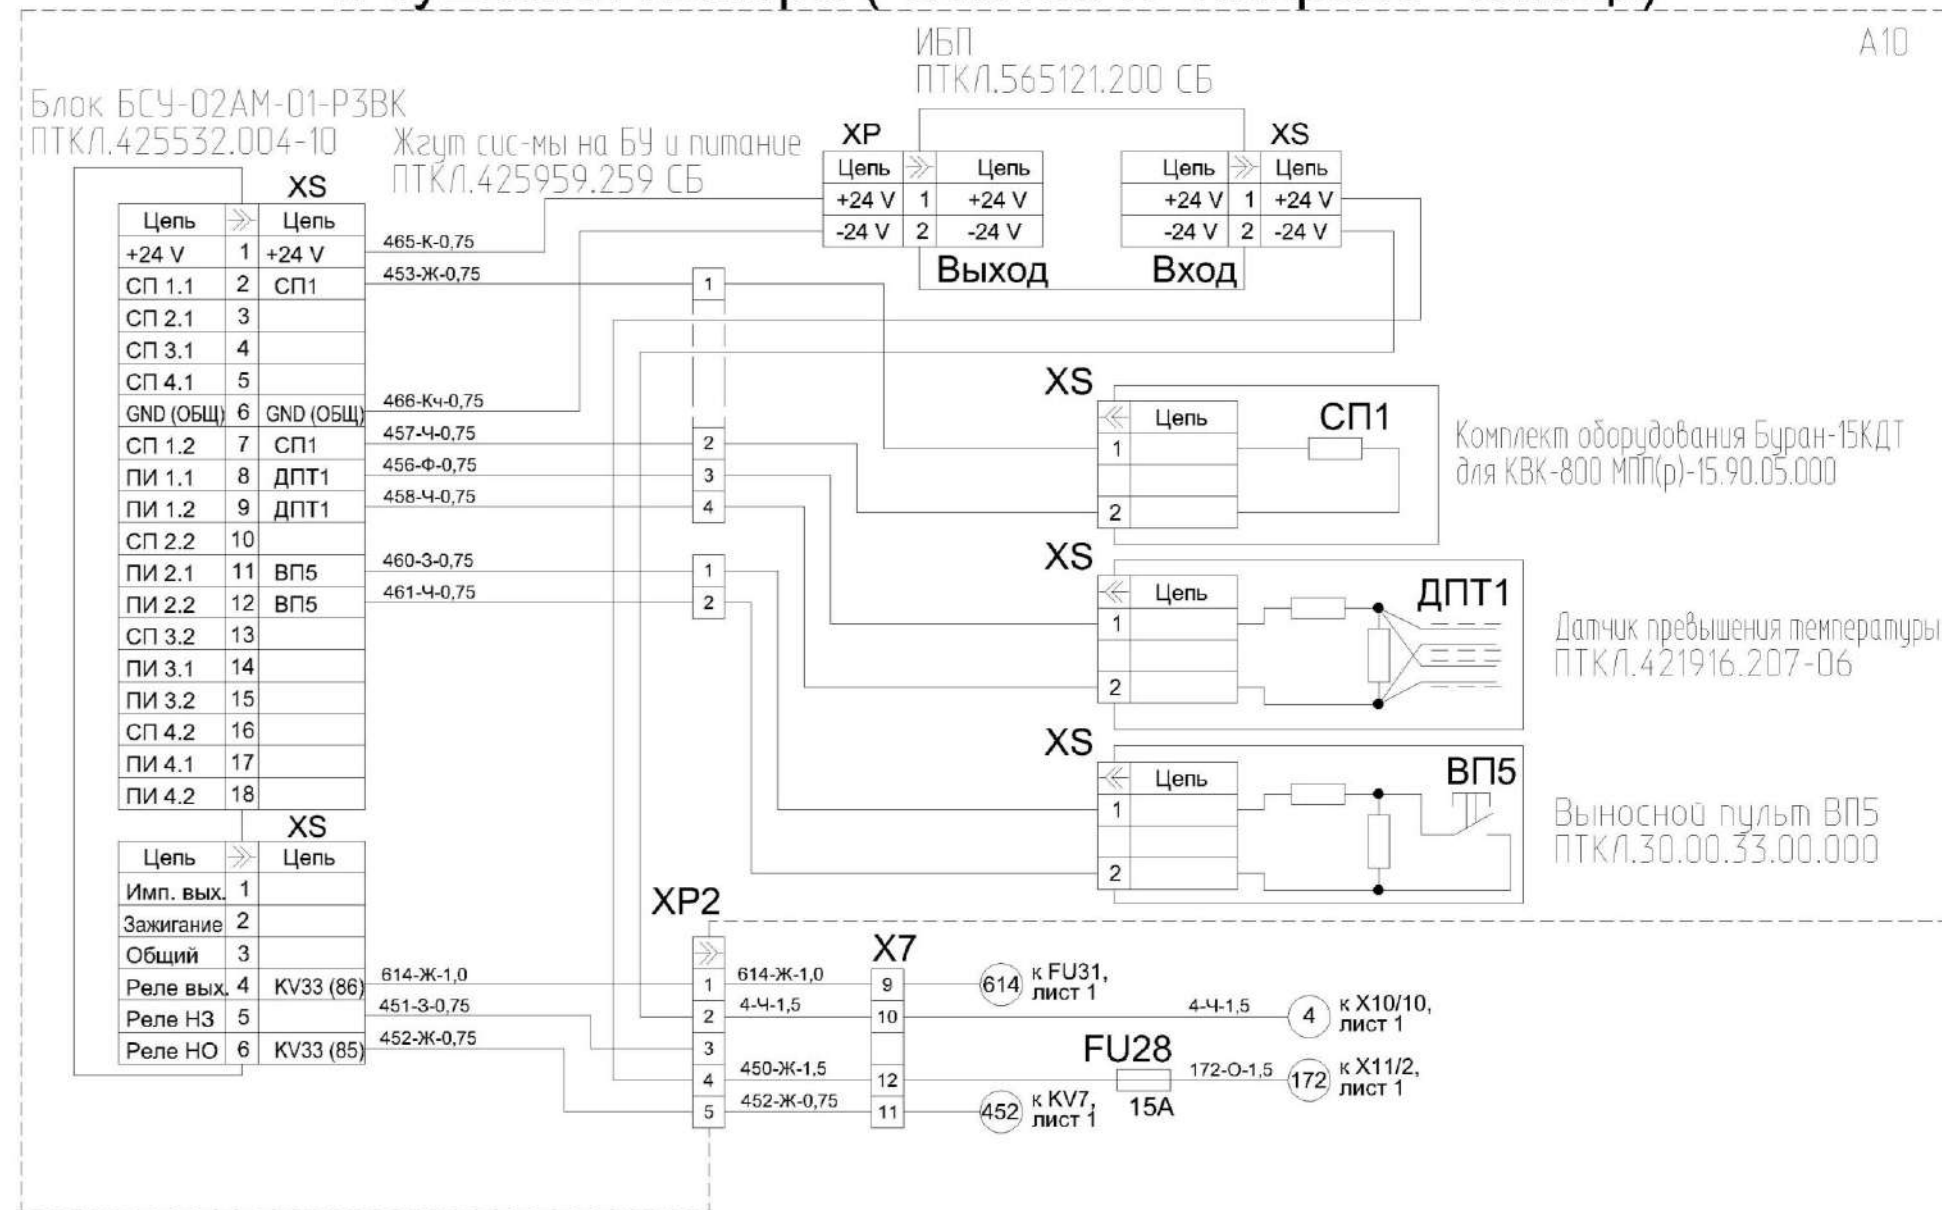 А10
ИБП
ПТКЛ.565121.200 СБ
Блок БСУ-02АМ-01-РЗВК
ПТКЛ.425532.004-10
Жгут сис-мы на БУ и питание
ПТКЛ.425959.259 СБ
XP
Цепь Цепь
+24 V 1 +24 V
-24 V 2 -24 V
Выход
XS
Цепь Цепь
+24 V 1 +24 V
-24 V 2 -24 V
Вход
XS
Цепь Цепь
+24 V 1 +24 V 465-К-0,75
СП 1.1 2 СП1 453-Ж-0,75 1
СП 2.1 3
СП 3.1 4
СП 4.1 5
GND (ОБЩ) 6 GND (ОБЩ) 466-Кч-0,75
СП 1.2 7 СП1 457-Ч-0,75 2
ПИ 1.1 8 ДПТ1 456-Ф-0,75 3
ПИ 1.2 9 ДПТ1 458-Ч-0,75 4
СП 2.2 10
ПИ 2.1 11 ВП5 460-З-0,75 1
ПИ 2.2 12 ВП5 461-Ч-0,75 2
СП 3.2 13
ПИ 3.1 14
ПИ 3.2 15
СП 4.2 16
ПИ 4.1 17
ПИ 4.2 18
XS
Цепь
1
2
СП1
Комплект оборудования Буран-15КДТ
для КВК-800 МПП(р)-15.90.05.000
XS
Цепь
1
2
ДПТ1
Датчик превышения температуры
ПТКЛ.421916.207-06
XS
Цепь
1
2
ВП5
Выносной пульт ВП5
ПТКЛ.30.00.33.00.000
XS
Цепь Цепь
Имп. вых. 1
Зажигание 2
Общий 3
Реле вых. 4 KV33 (86) 614-Ж-1,0
Реле НЗ 5 451-З-0,75
Реле НО 6 KV33 (85) 452-Ж-0,75
XP2
X7
1 614-Ж-1,0 9 614 к FU31,
лист 1
2 4-Ч-1,5 10 4-Ч-1,5 4 к X10/10,
лист 1
3
FU28
4 450-Ж-1,5 12 15А 172-О-1,5 172 к X11/2,
лист 1
5 452-Ж-0,75 11 452 к KV7,
лист 1